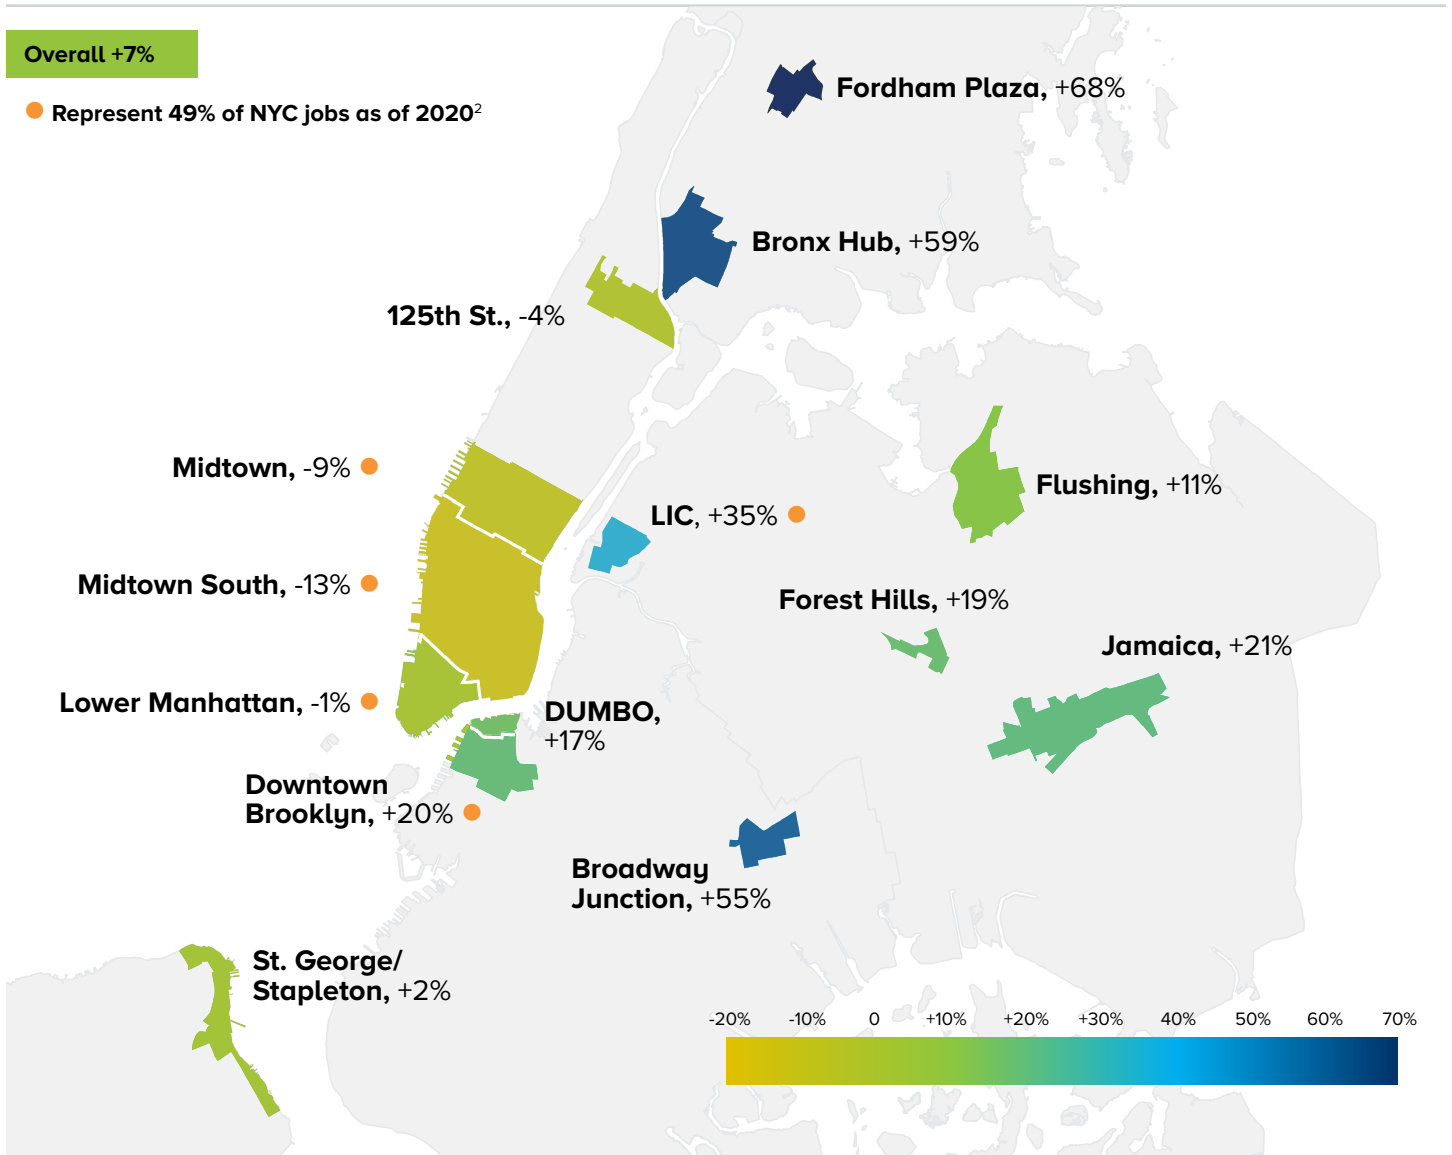 Overall +7%
Represent 49% of NYC jobs as of 2020²
Fordham Plaza, +68%
Bronx Hub, +59%
125th St., -4%
Midtown, -9%
LIC, +35%
Flushing, +11%
Midtown South, -13%
Forest Hills, +19%
Jamaica, +21%
Lower Manhattan, -1%
DUMBO,
+17%
Downtown
Brooklyn, +20%
Broadway
Junction, +55%
St. George/
Stapleton, +2%
-20% -10% 0 +10% +20% +30% 40% 50% 60% 70%